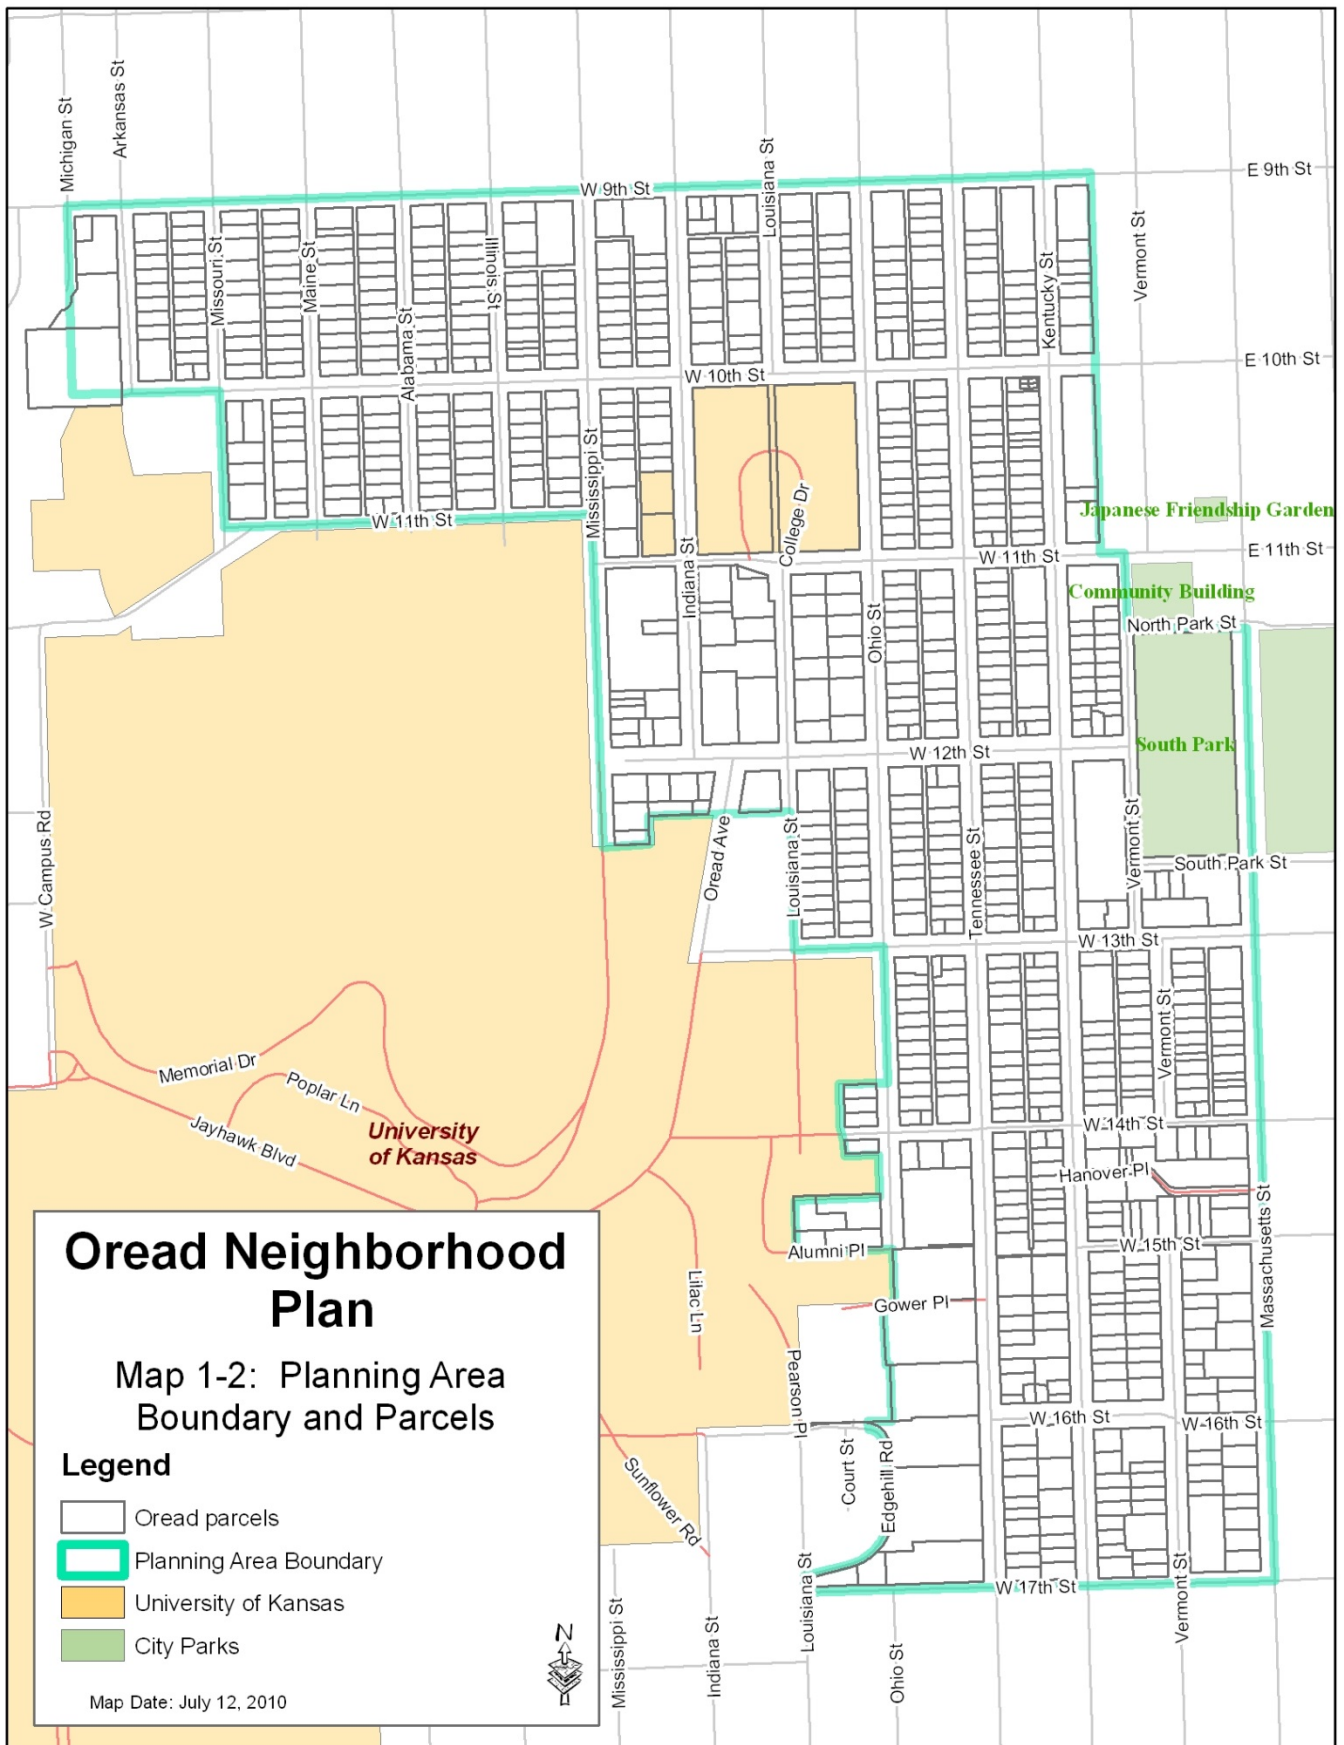 Michigan St
Arkansas St
Louisiana St
W 9th St
E 9th St
Missouri St
Maine St
Alabama St
Illinois St
Kentucky St
Vermont St
W 10th St
E 10th St
Mississippi St
College Dr
Indiana St
W 11th St
W 11th St
E 11th St
Japanese Friendship Garden
Community Building
North Park St
Ohio St
South Park
W 12th St
W Campus Rd
Oread Ave
Louisiana St
Tennessee St
Vermont St
South Park St
W 13th St
Vermont St
Memorial Dr
Poplar Ln
Jayhawk Blvd
University
of Kansas
W 14th St
Hanover Pl
Massachusetts St
W 15th St
Alumni Pl
Lilac Ln
Gower Pl
Pearson Pl
W 16th St
W 16th St
Court St
Edgehill Rd
Sunflower Rd
W 17th St
Louisiana St
Vermont St
Mississippi St
Indiana St
Ohio St
Oread Neighborhood
Plan
Map 1-2: Planning Area
Boundary and Parcels
Legend
Oread parcels
Planning Area Boundary
University of Kansas
City Parks
N
Map Date: July 12, 2010